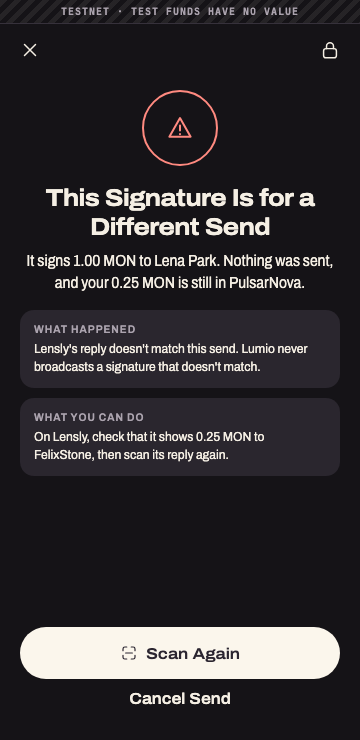 TESTNET · TEST FUNDS HAVE NO VALUE
This Signature Is for a
Different Send
It signs 1.00 MON to Lena Park. Nothing was sent,
and your 0.25 MON is still in PulsarNova.
WHAT HAPPENED
Lensly's reply doesn't match this send. Lumio never
broadcasts a signature that doesn't match.
WHAT YOU CAN DO
On Lensly, check that it shows 0.25 MON to
FelixStone, then scan its reply again.
Scan Again
Cancel Send